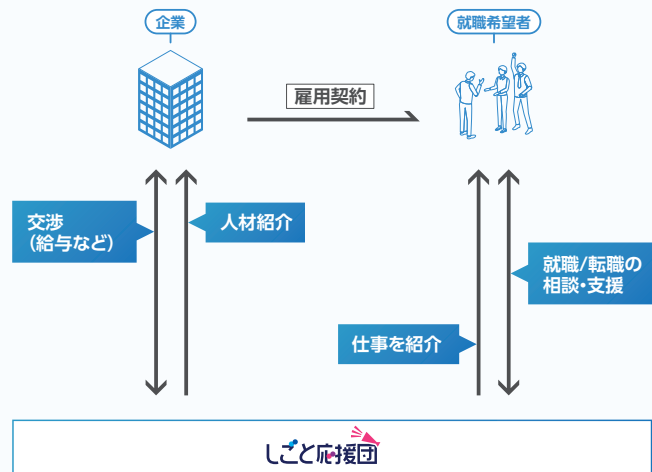 企業
就職希望者
雇用契約
交渉
（給与など）
人材紹介
就職/転職の
相談・支援
仕事を紹介
しごと応援団